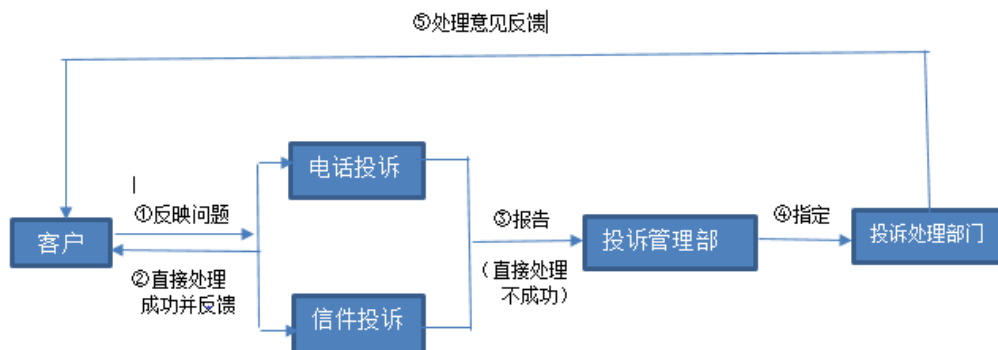 ⑤处理意见反馈
电话投诉
①反映问题
客户
②直接处理
成功并反馈
信件投诉
③报告
（直接处理
不成功）
投诉管理部
④指定
投诉处理部门